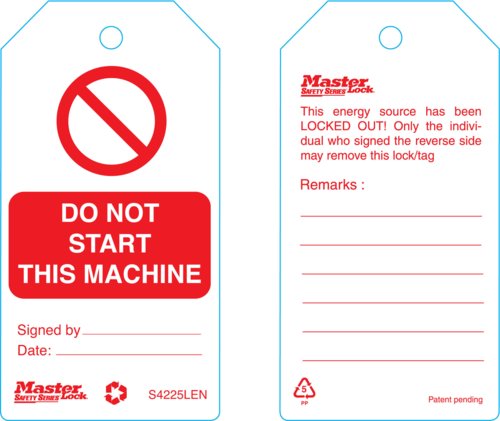 DO NOT
START
THIS MACHINE
Signed by
Date:
Master Lock
SAFETY SERIES
S4225LEN
Master Lock
SAFETY SERIES
This energy source has been
LOCKED OUT! Only the indivi-
dual who signed the reverse side
may remove this lock/tag
Remarks :
5
PP
Patent pending